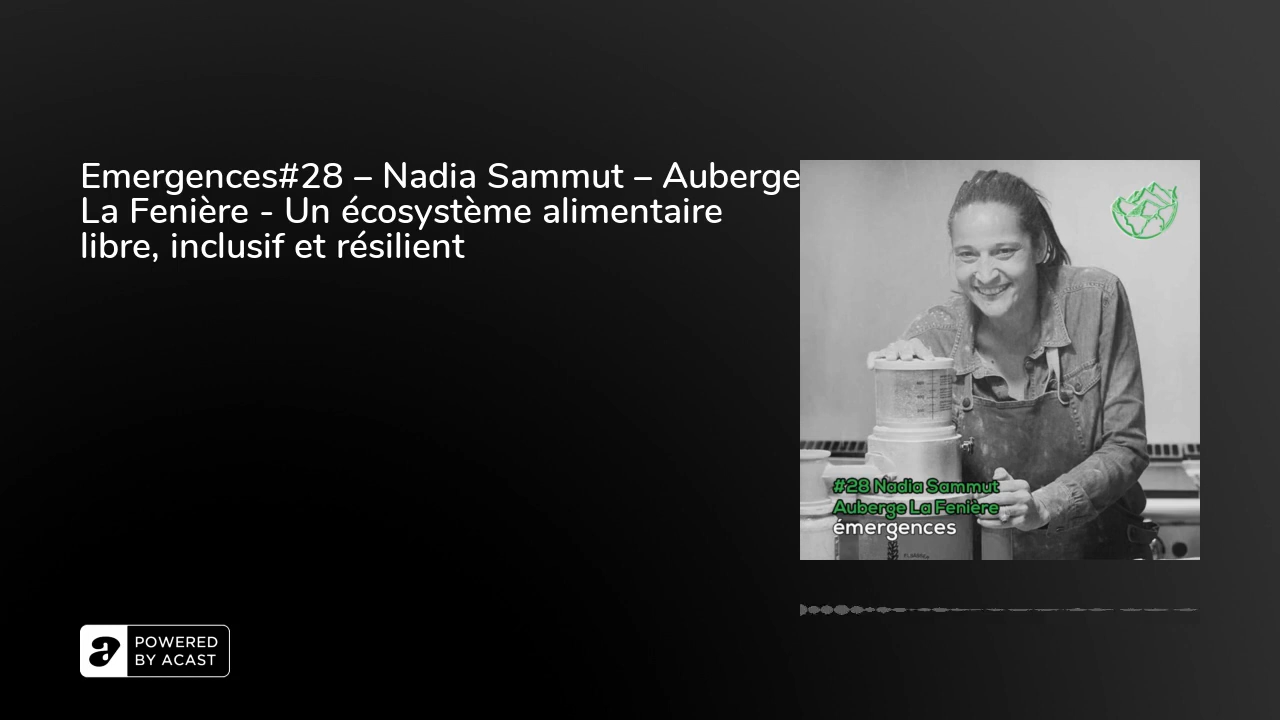 Emergences#28 – Nadia Sammut – Auberge
La Fenière - Un écosystème alimentaire
libre, inclusif et résilient
#28 Nadia Sammut
Auberge La Fenière
émergences
POWERED
BY ACAST